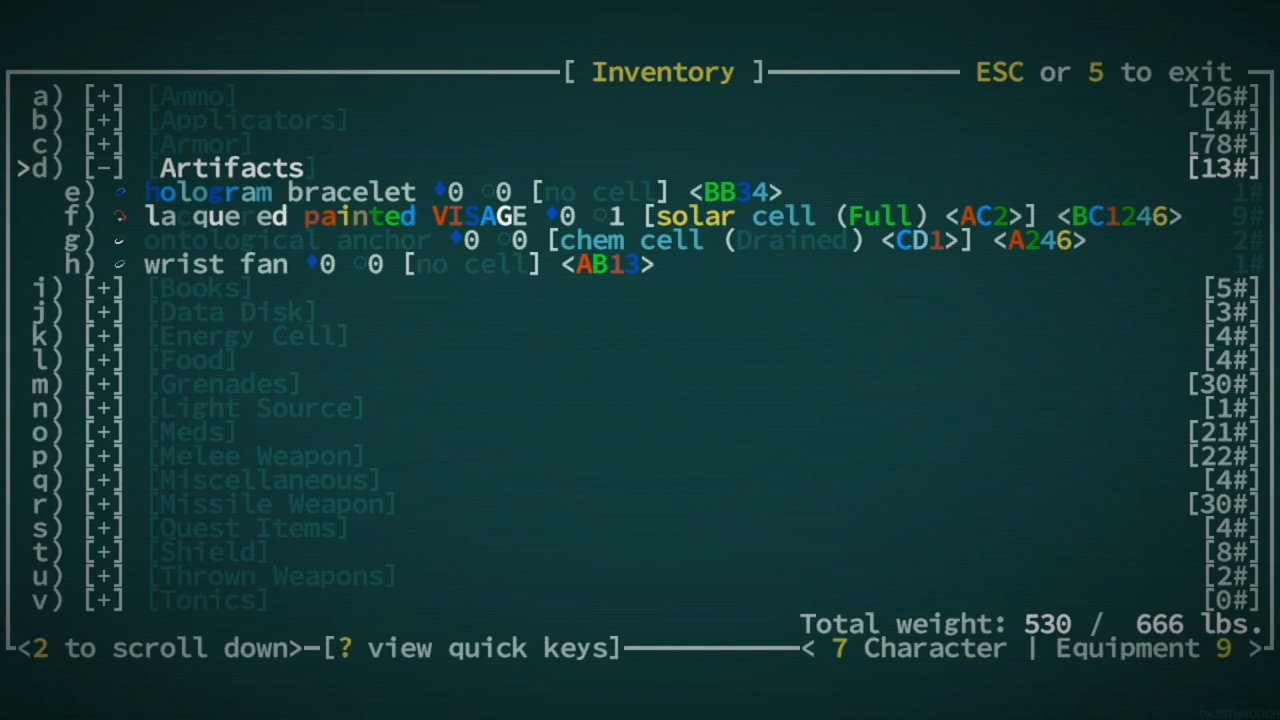 [ Inventory ] ESC or 5 to exit
a) [+] [Ammo] [26#]
b) [+] [Applicators] [4#]
c) [+] [Armor] [78#]
>d) [-] [Artifacts] [13#]
e) hologram bracelet ♦0 ○0 [no cell] <BB34> 1#
f) lacquered painted VISAGE ♦0 ○1 [solar cell (Full) <AC2>] <BC1246> 9#
g) ontological anchor ♦0 ○0 [chem cell (Drained) <CD1>] <A246> 2#
h) wrist fan ♦0 ○0 [no cell] <AB13> 1#
i) [+] [Books] [5#]
j) [+] [Data Disk] [3#]
k) [+] [Energy Cell] [4#]
l) [+] [Food] [4#]
m) [+] [Grenades] [30#]
n) [+] [Light Source] [1#]
o) [+] [Meds] [21#]
p) [+] [Melee Weapon] [22#]
q) [+] [Miscellaneous] [4#]
r) [+] [Missile Weapon] [30#]
s) [+] [Quest Items] [4#]
t) [+] [Shield] [8#]
u) [+] [Thrown Weapons] [2#]
v) [+] [Tonics] [0#]
Total weight: 530 / 666 lbs.
<2 to scroll down> [? view quick keys] < 7 Character | Equipment 9 >